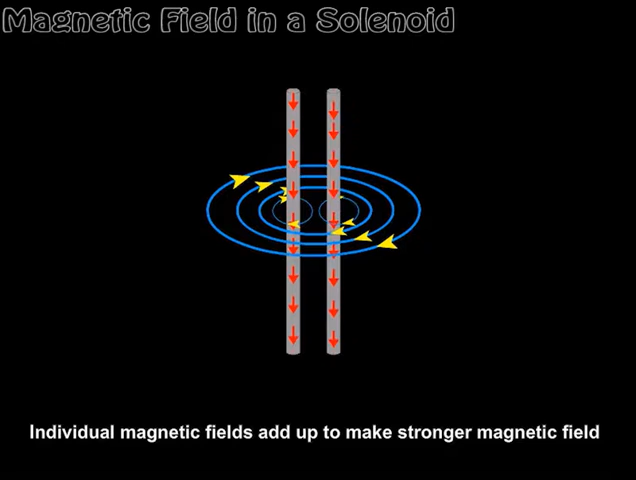 Magnetic Field in a Solenoid
Individual magnetic fields add up to make stronger magnetic field